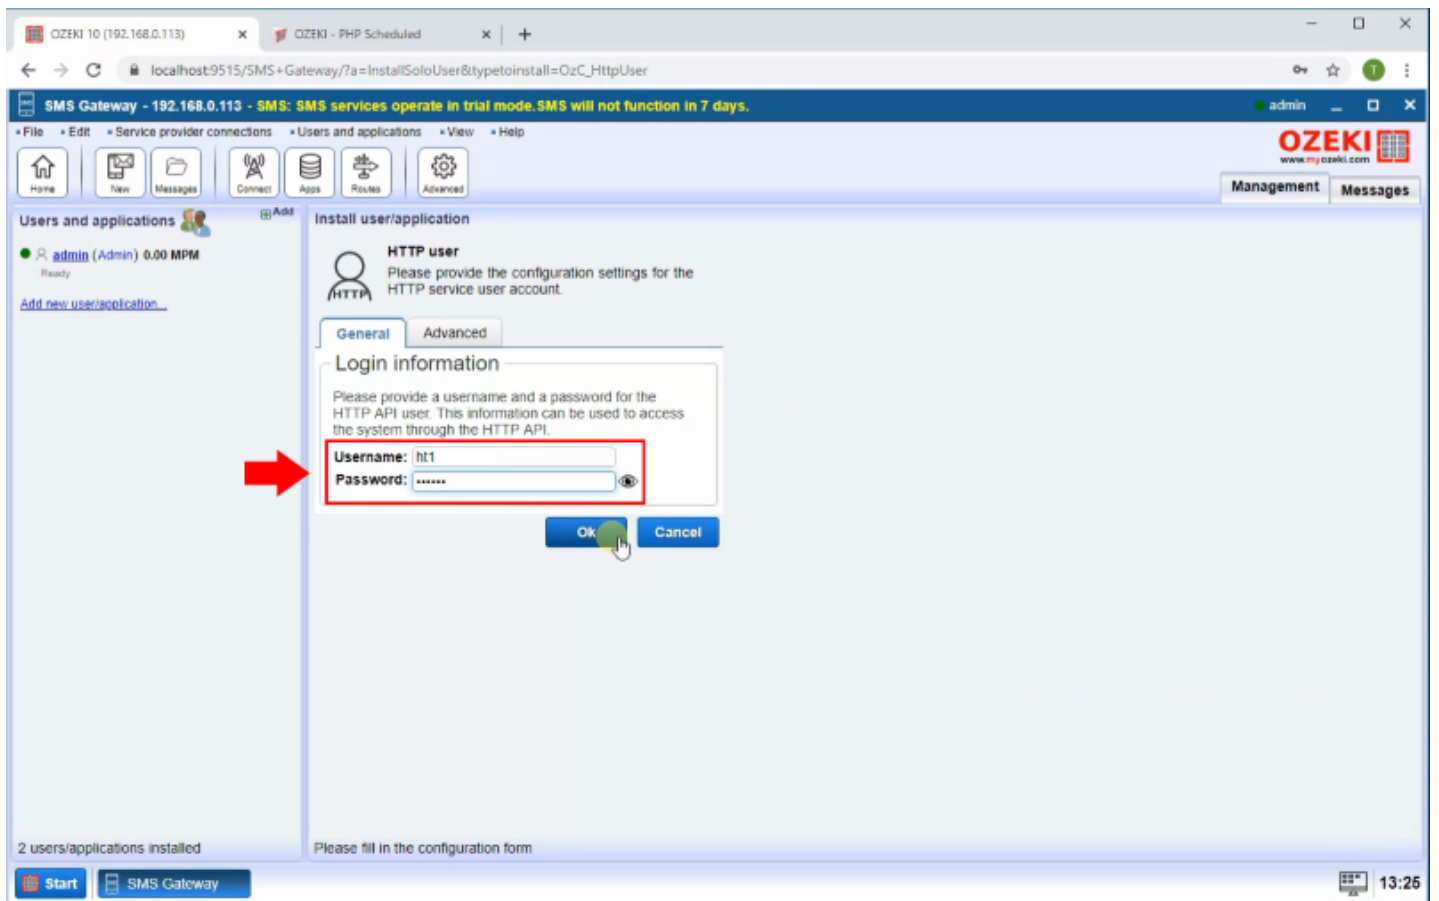 OZEKI 10 (192.168.0.113)
OZEKI - PHP Scheduled
localhost:9515/SMS+Gateway/?a=InstallSoloUser&typetoinstall=OzC_HttpUser
T
SMS Gateway - 192.168.0.113 - SMS: SMS services operate in trial mode.SMS will not function in 7 days.
admin
File Edit Service provider connections Users and applications View Help
OZEKI
www.myozeki.com
Home New Messages Connect Apps Routes Advanced
Management Messages
Users and applications
Add
Install user/application
admin (Admin) 0.00 MPM
Ready
Add new user/application...
HTTP
HTTP user
Please provide the configuration settings for the
HTTP service user account.
General Advanced
Login information
Please provide a username and a password for the
HTTP API user. This information can be used to access
the system through the HTTP API.
Username: ht1
Password: ••••••
Ok Cancel
2 users/applications installed
Please fill in the configuration form
Start SMS Gateway 13:25